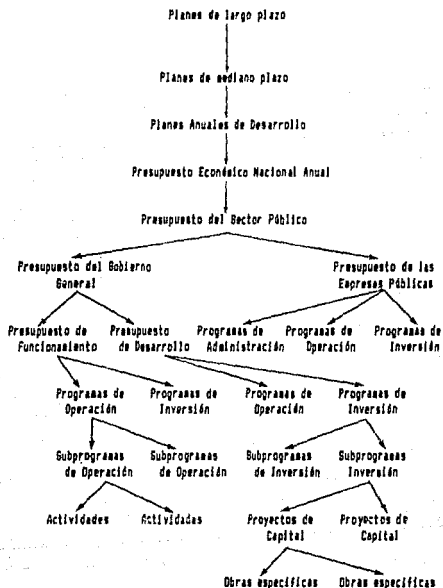 Planes de largo plazo
Planes de mediano plazo
Planes Anuales de Desarrollo
Presupuesto Económico Nacional Anual
Presupuesto del Sector Público
Presupuesto del Gobierno General
Presupuesto de las Empresas Públicas
Presupuesto de Funcionamiento
Presupuesto de Desarrollo
Programas de Administración
Programas de Operación
Programas de Inversión
Programas de Operación
Programas de Inversión
Programas de Operación
Programas de Inversión
Subprogramas de Operación
Subprogramas de Operación
Subprogramas de Inversión
Subprogramas Inversión
Actividades
Actividadas
Proyectos de Capital
Proyectos de Capital
Obras específicas
Obras específicas